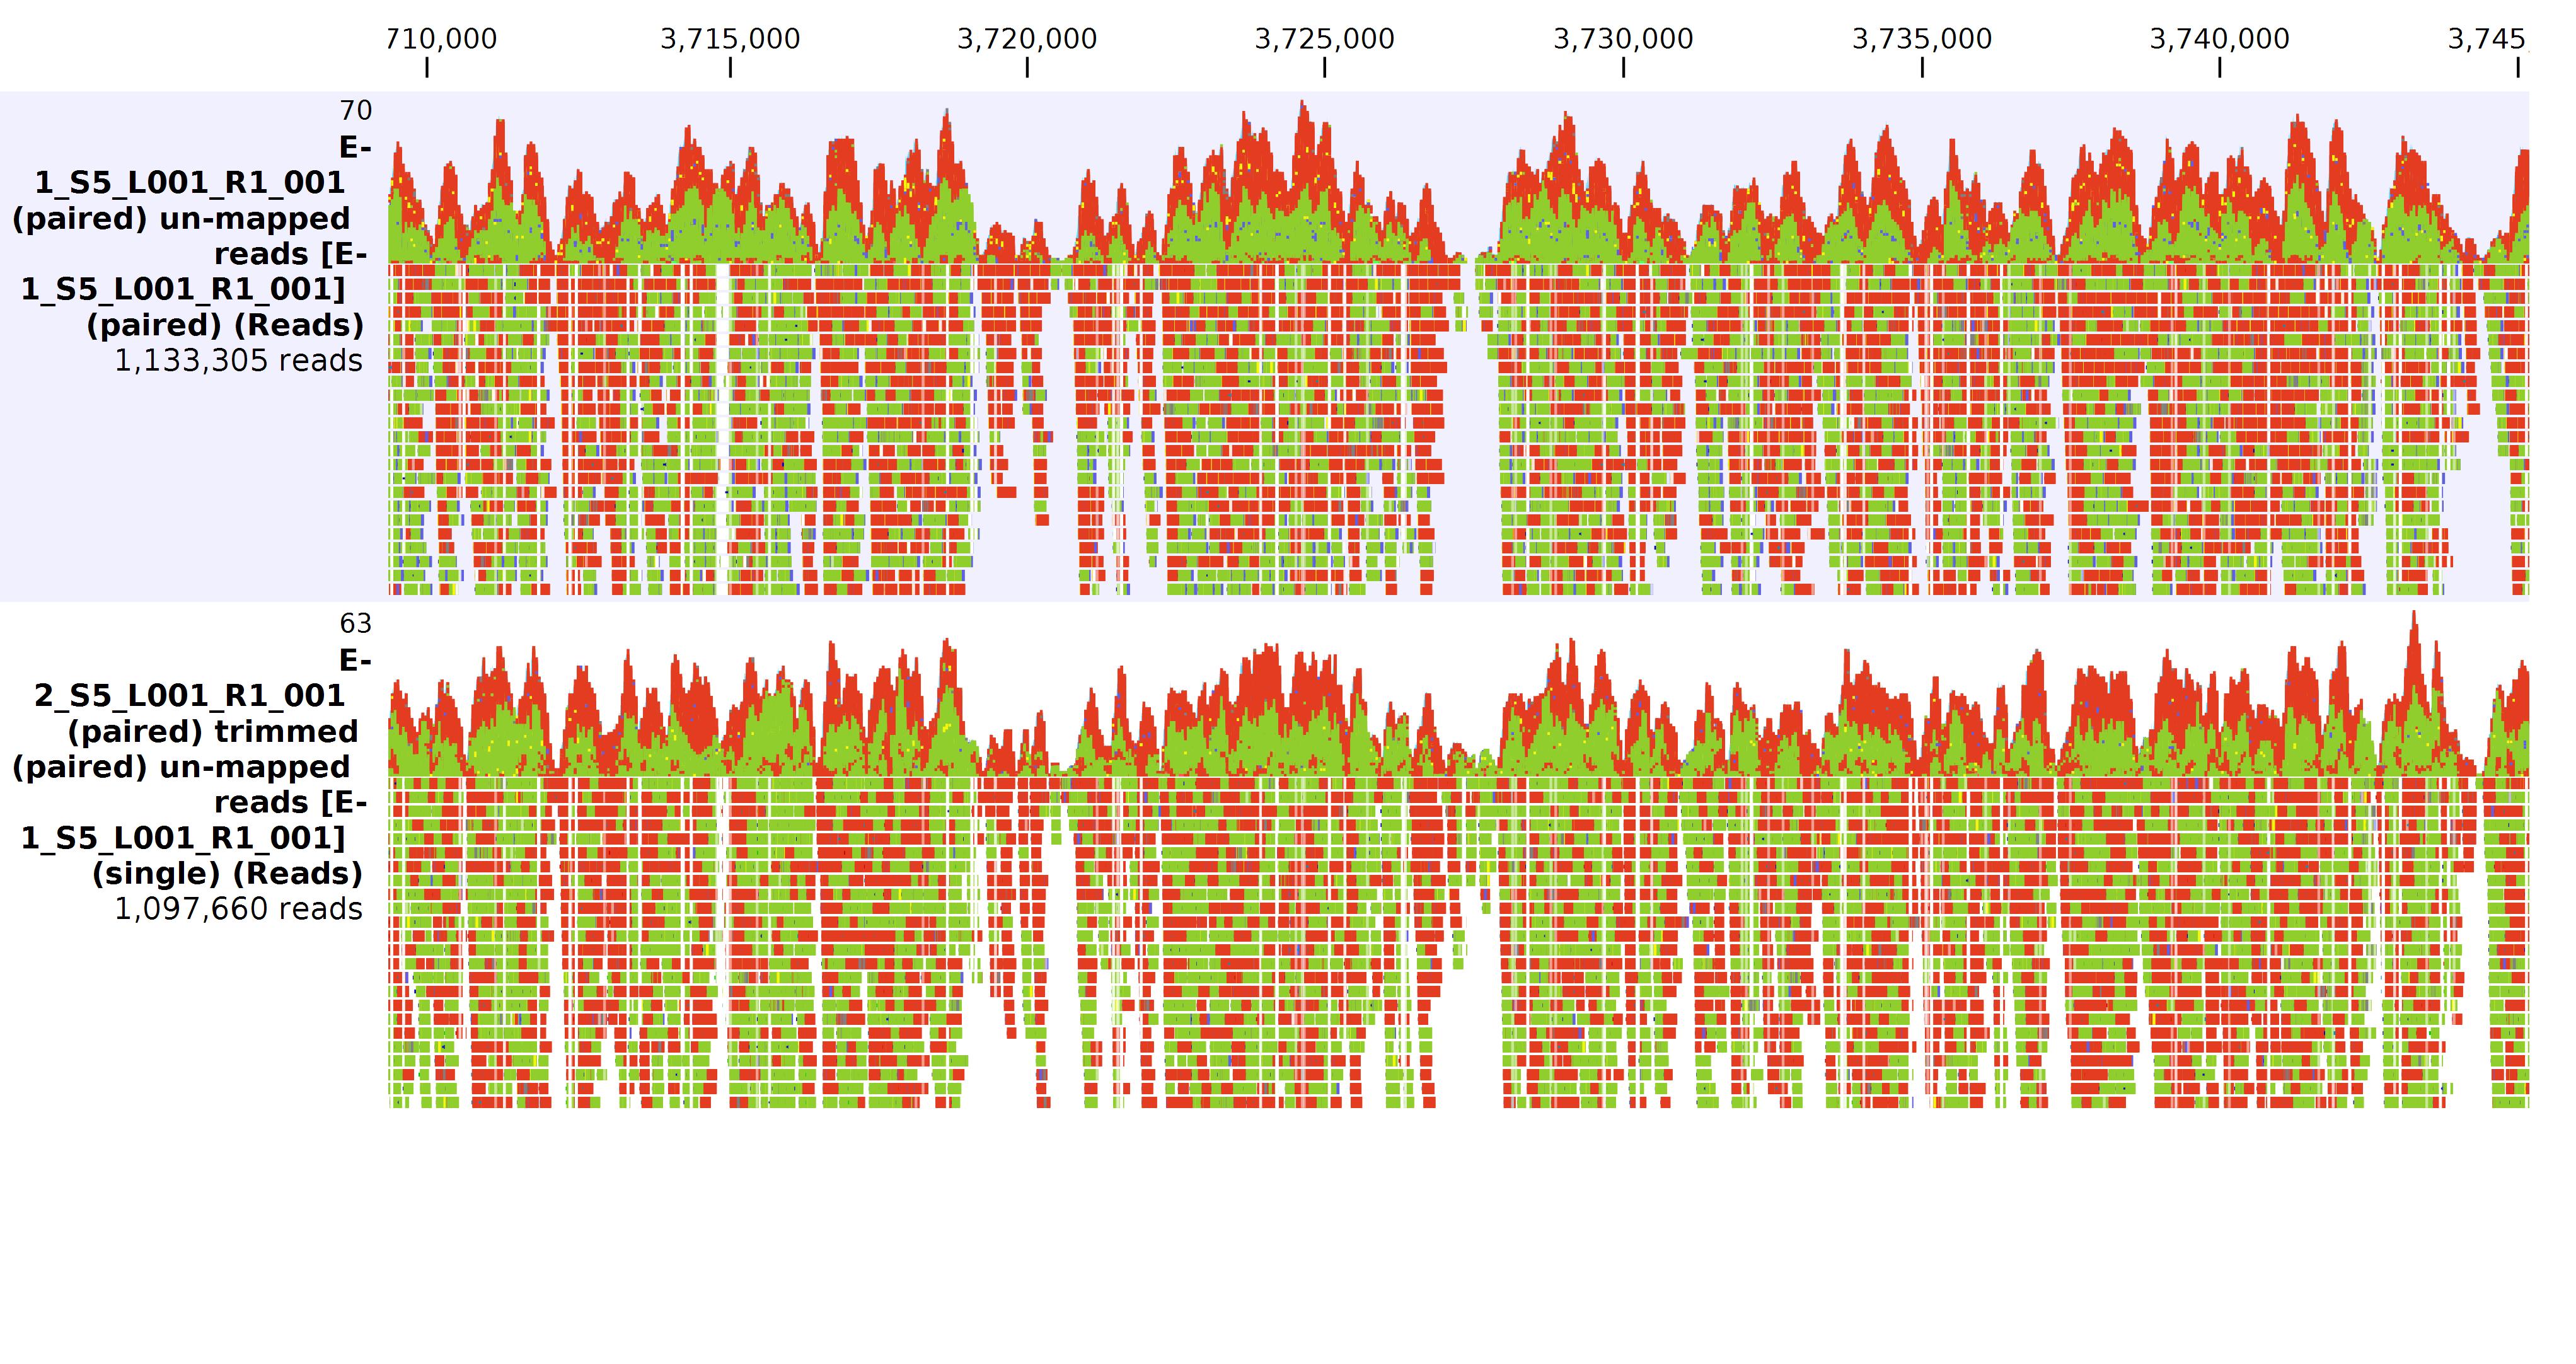 710,000 3,715,000 3,720,000 3,725,000 3,730,000 3,735,000 3,740,000 3,745
70
E-
1_S5_L001_R1_001
(paired) un-mapped
reads [E-
1_S5_L001_R1_001]
(paired) (Reads)
1,133,305 reads
63
E-
2_S5_L001_R1_001
(paired) trimmed
(paired) un-mapped
reads [E-
1_S5_L001_R1_001]
(single) (Reads)
1,097,660 reads